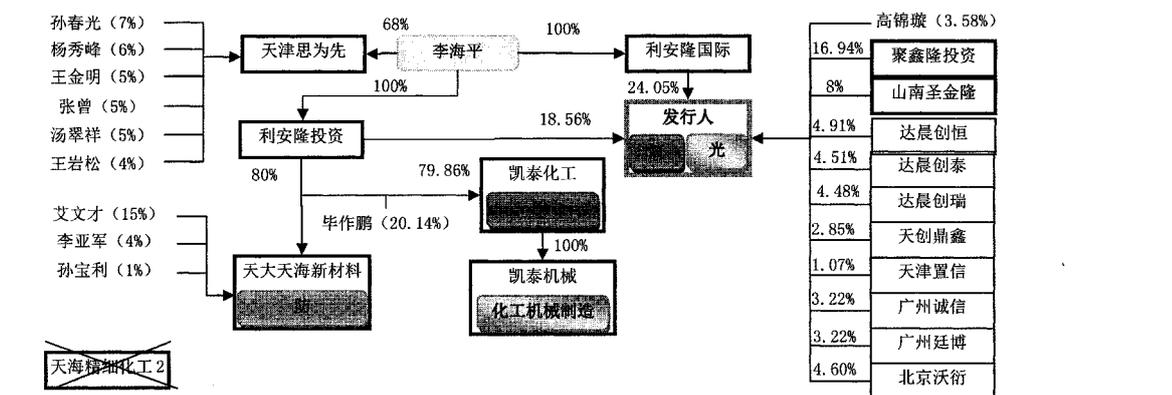 孙春光（7%）
杨秀峰（6%）
王金明（5%）
张曾（5%）
汤翠祥（5%）
王岩松（4%）
天津思为先
68%
李海平
100%
利安隆国际
100%
利安隆投资
24.05%
18.56%
发行人
光
80%
79.86%
凯泰化工
毕作鹏（20.14%）
100%
凯泰机械
化工机械制造
艾文才（15%）
李亚军（4%）
孙宝利（1%）
天大天海新材料
天海精细化工2
高锦璇（3.58%）
16.94%
聚鑫隆投资
8%
山南圣金隆
4.91%
达晨创恒
4.51%
达晨创泰
4.48%
达晨创瑞
2.85%
天创鼎鑫
1.07%
天津置信
3.22%
广州诚信
3.22%
广州廷博
4.60%
北京沃衍